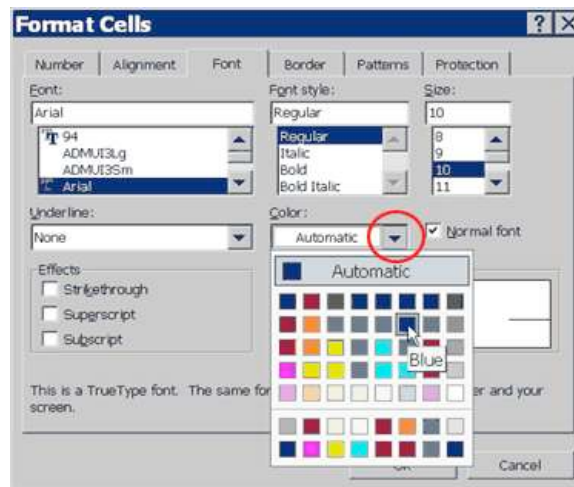 Format Cells
Number Alignment Font Border Patterns Protection
Font: Font style: Size:
Arial Regular 10
94 Regular 8
ADMUI3Lg Italic 9
ADMUI3Sm Bold 10
Arial Bold Italic 11
Underline: Color:
None Automatic Normal font
Effects Automatic
Strikethrough
Superscript
Subscript
Blue
This is a TrueType font. The same for er and your
screen.
Cancel